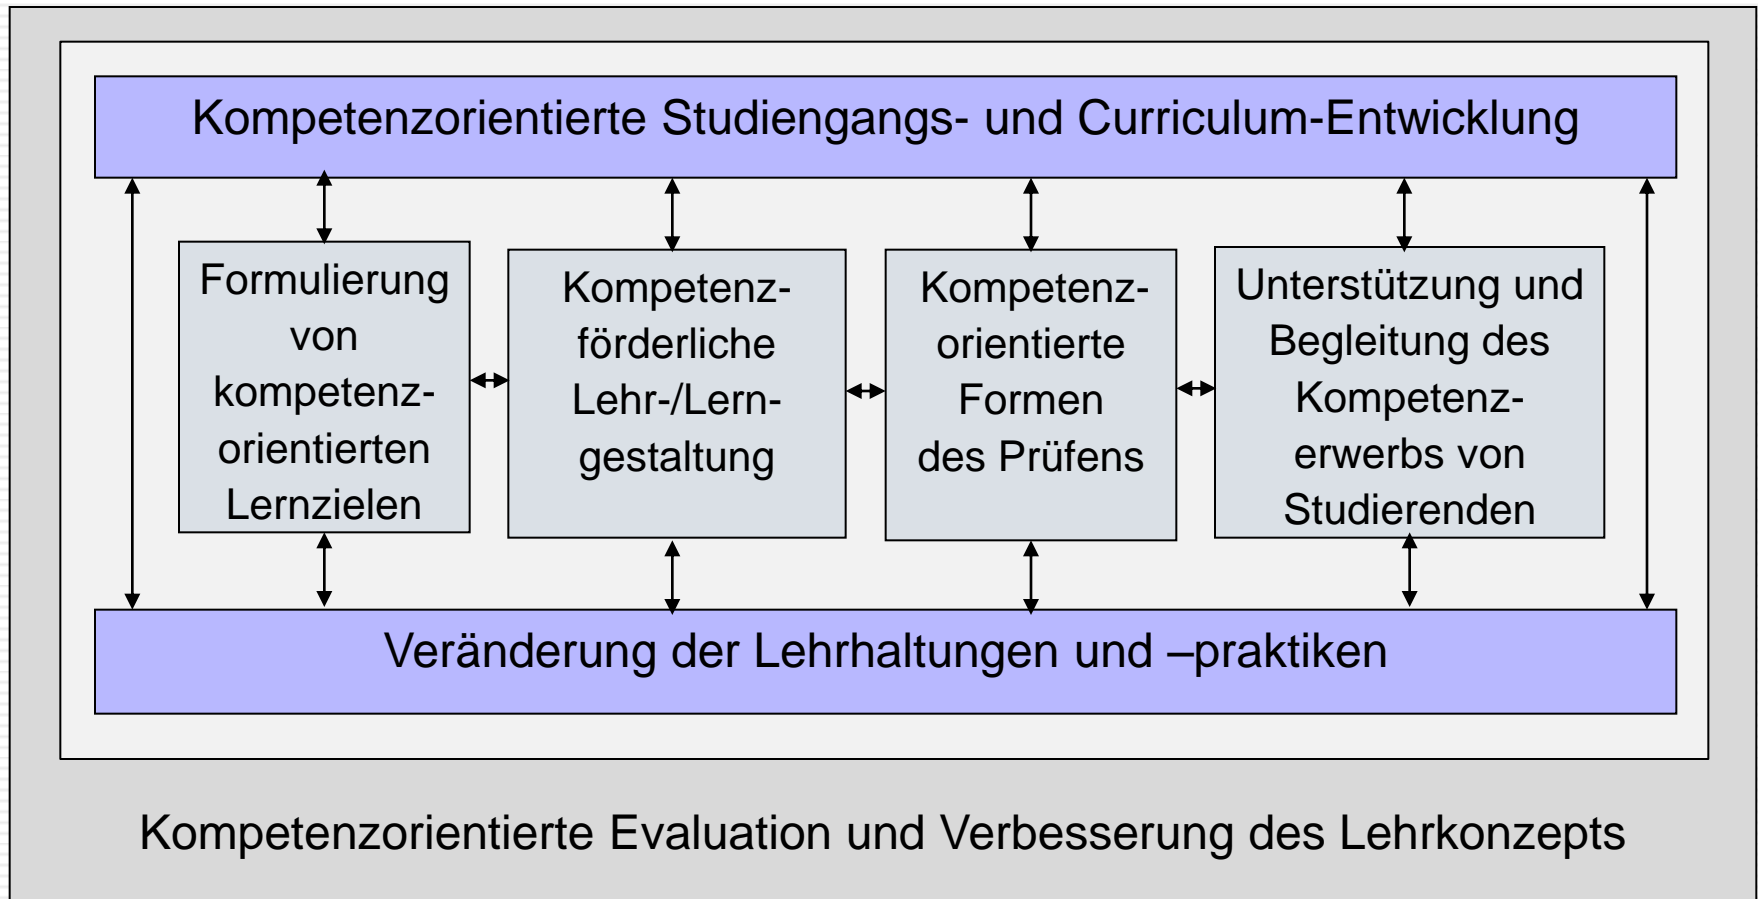 Kompetenzorientierte Studiengangs- und Curriculum-Entwicklung
Formulierung
von
kompetenz-
orientierten
Lernzielen
Kompetenz-
förderliche
Lehr-/Lern-
gestaltung
Kompetenz-
orientierte
Formen
des Prüfens
Unterstützung und
Begleitung des
Kompetenz-
erwerbs von
Studierenden
Veränderung der Lehrhaltungen und –praktiken
Kompetenzorientierte Evaluation und Verbesserung des Lehrkonzepts